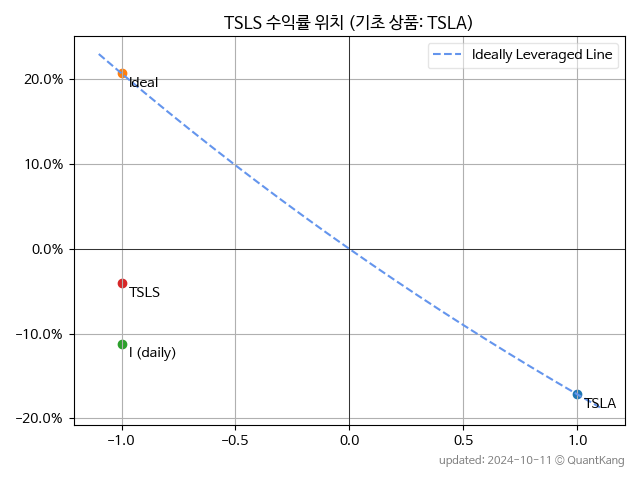 TSLS 수익률 위치 (기초 상품: TSLA)
Ideally Leveraged Line
20.0%
10.0%
0.0%
−10.0%
−20.0%
Ideal
TSLS
I (daily)
TSLA
−1.0
−0.5
0.0
0.5
1.0
updated: 2024-10-11 © QuantKang